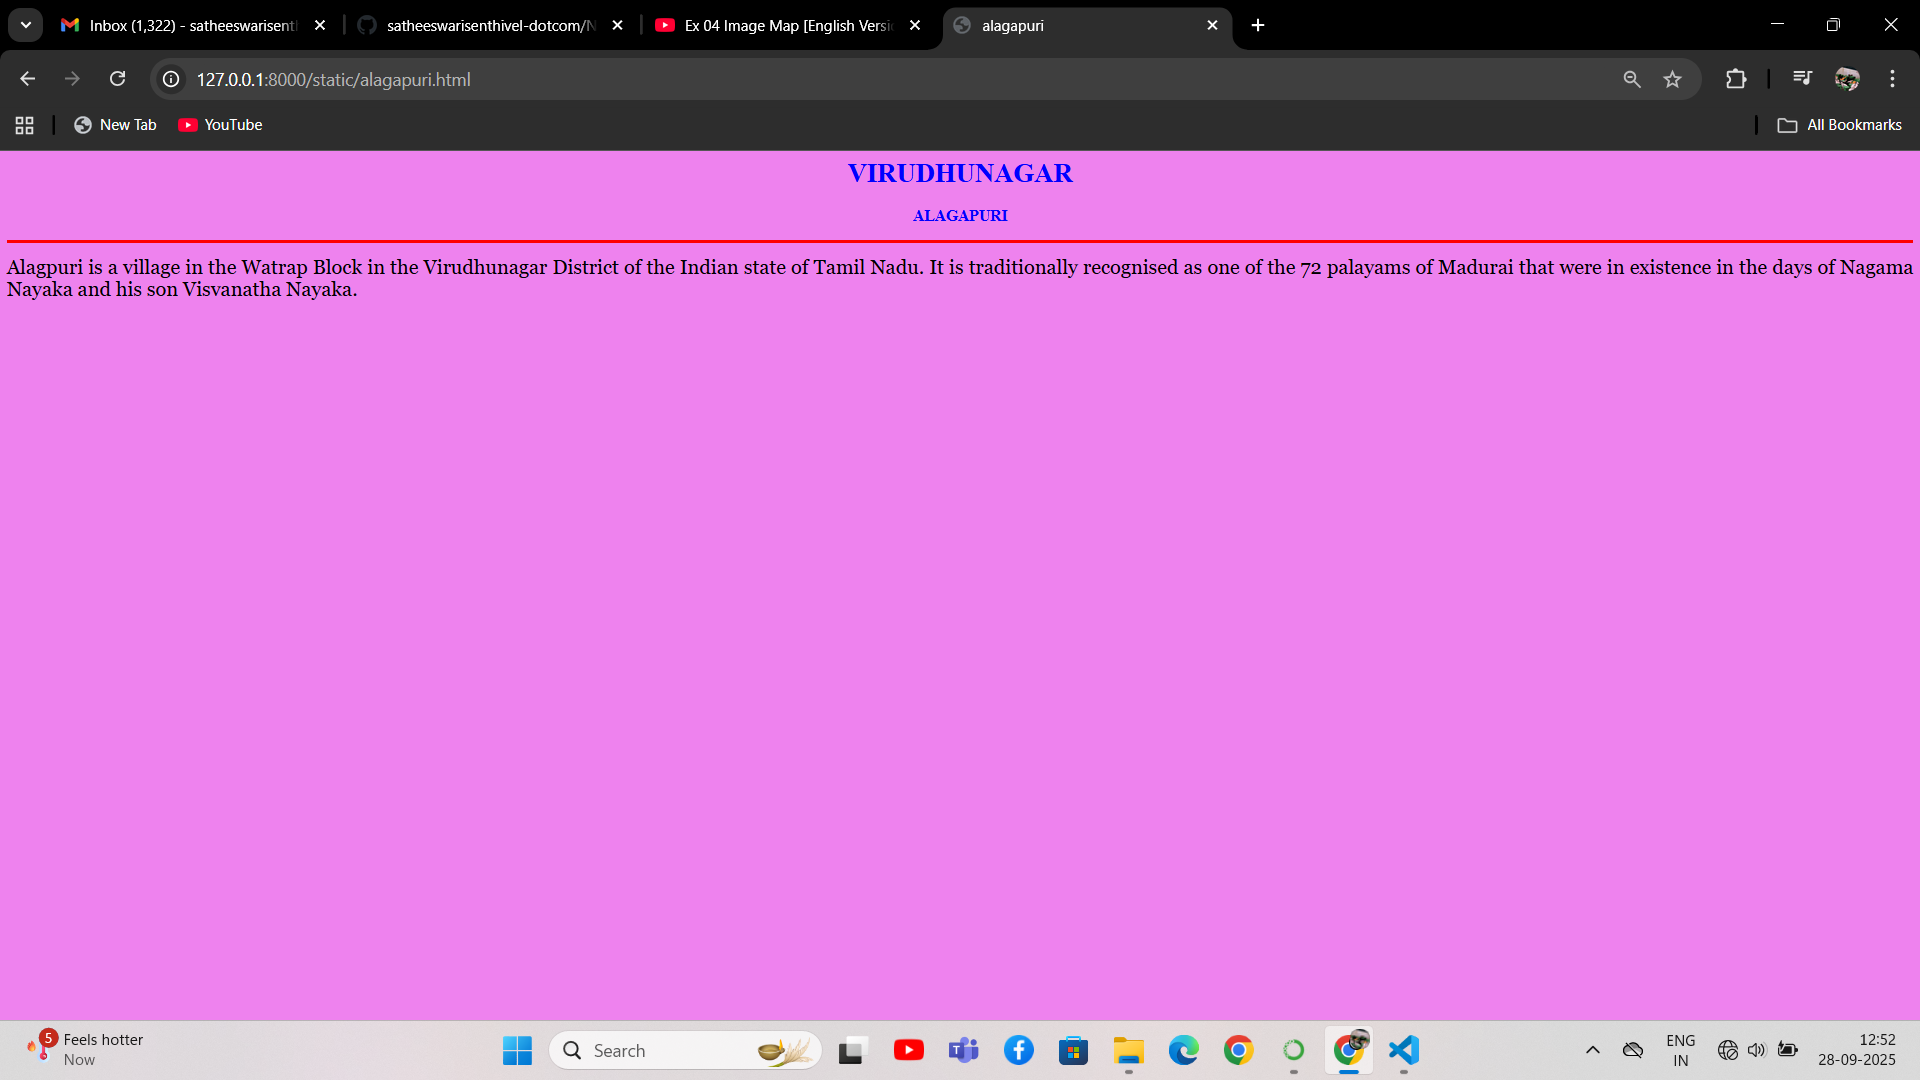 Inbox (1,322) - satheeswarisent
satheeswarisenthivel-dotcom/N
Ex 04 Image Map [English Versi
alagapuri
127.0.0.1:8000/static/alagapuri.html
New Tab
YouTube
All Bookmarks
VIRUDHUNAGAR
ALAGAPURI
Alagpuri is a village in the Watrap Block in the Virudhunagar District of the Indian state of Tamil Nadu. It is traditionally recognised as one of the 72 palayams of Madurai that were in existence in the days of Nagama
Nayaka and his son Visvanatha Nayaka.
5
Feels hotter
Now
Search
ENG
IN
12:52
28-09-2025